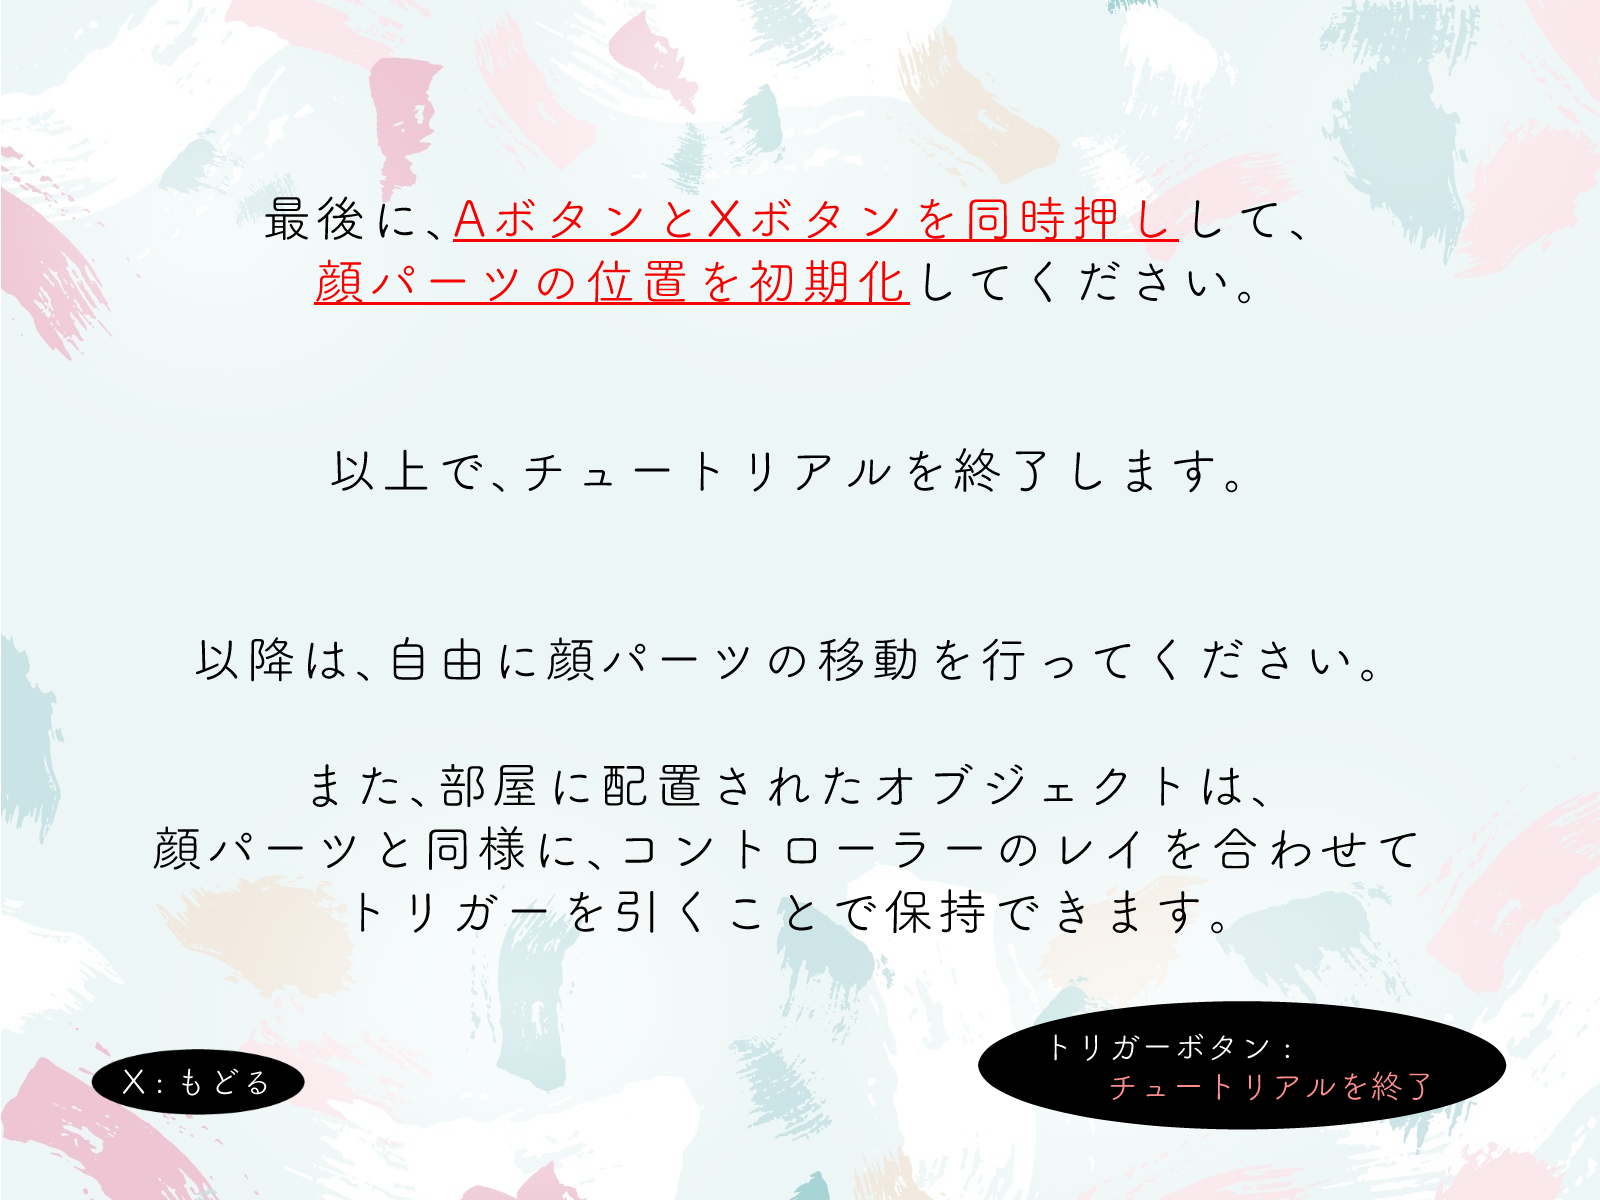 最後に、AボタンとXボタンを同時押しして、
顔パーツの位置を初期化してください。
以上で、チュートリアルを終了します。
以降は、自由に顔パーツの移動を行ってください。
また、部屋に配置されたオブジェクトは、
顔パーツと同様に、コントローラーのレイを合わせて
トリガーを引くことで保持できます。
X：もどる
トリガーボタン：
チュートリアルを終了